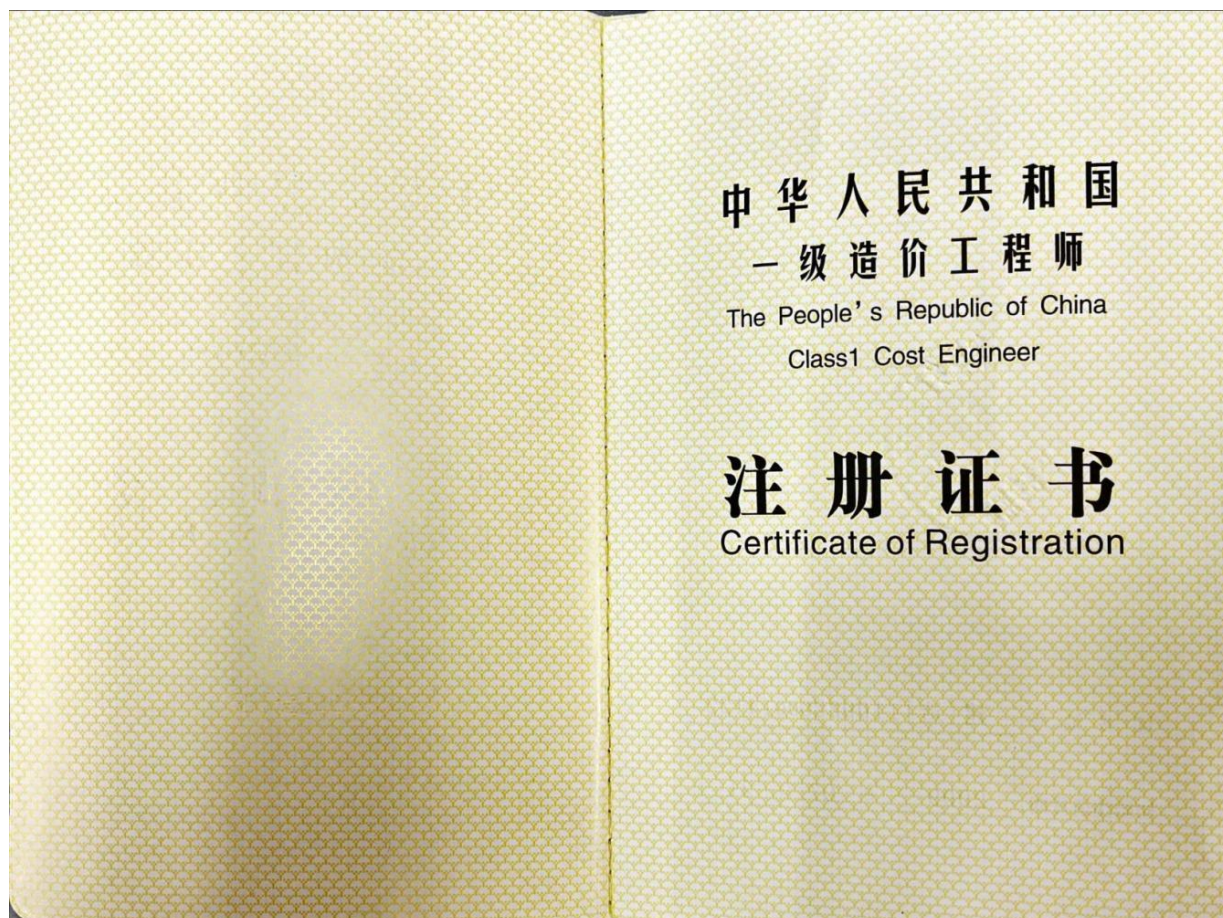 中华人民共和国
一级造价工程师
The People's Republic of China
Class1 Cost Engineer
注册证书
Certificate of Registration